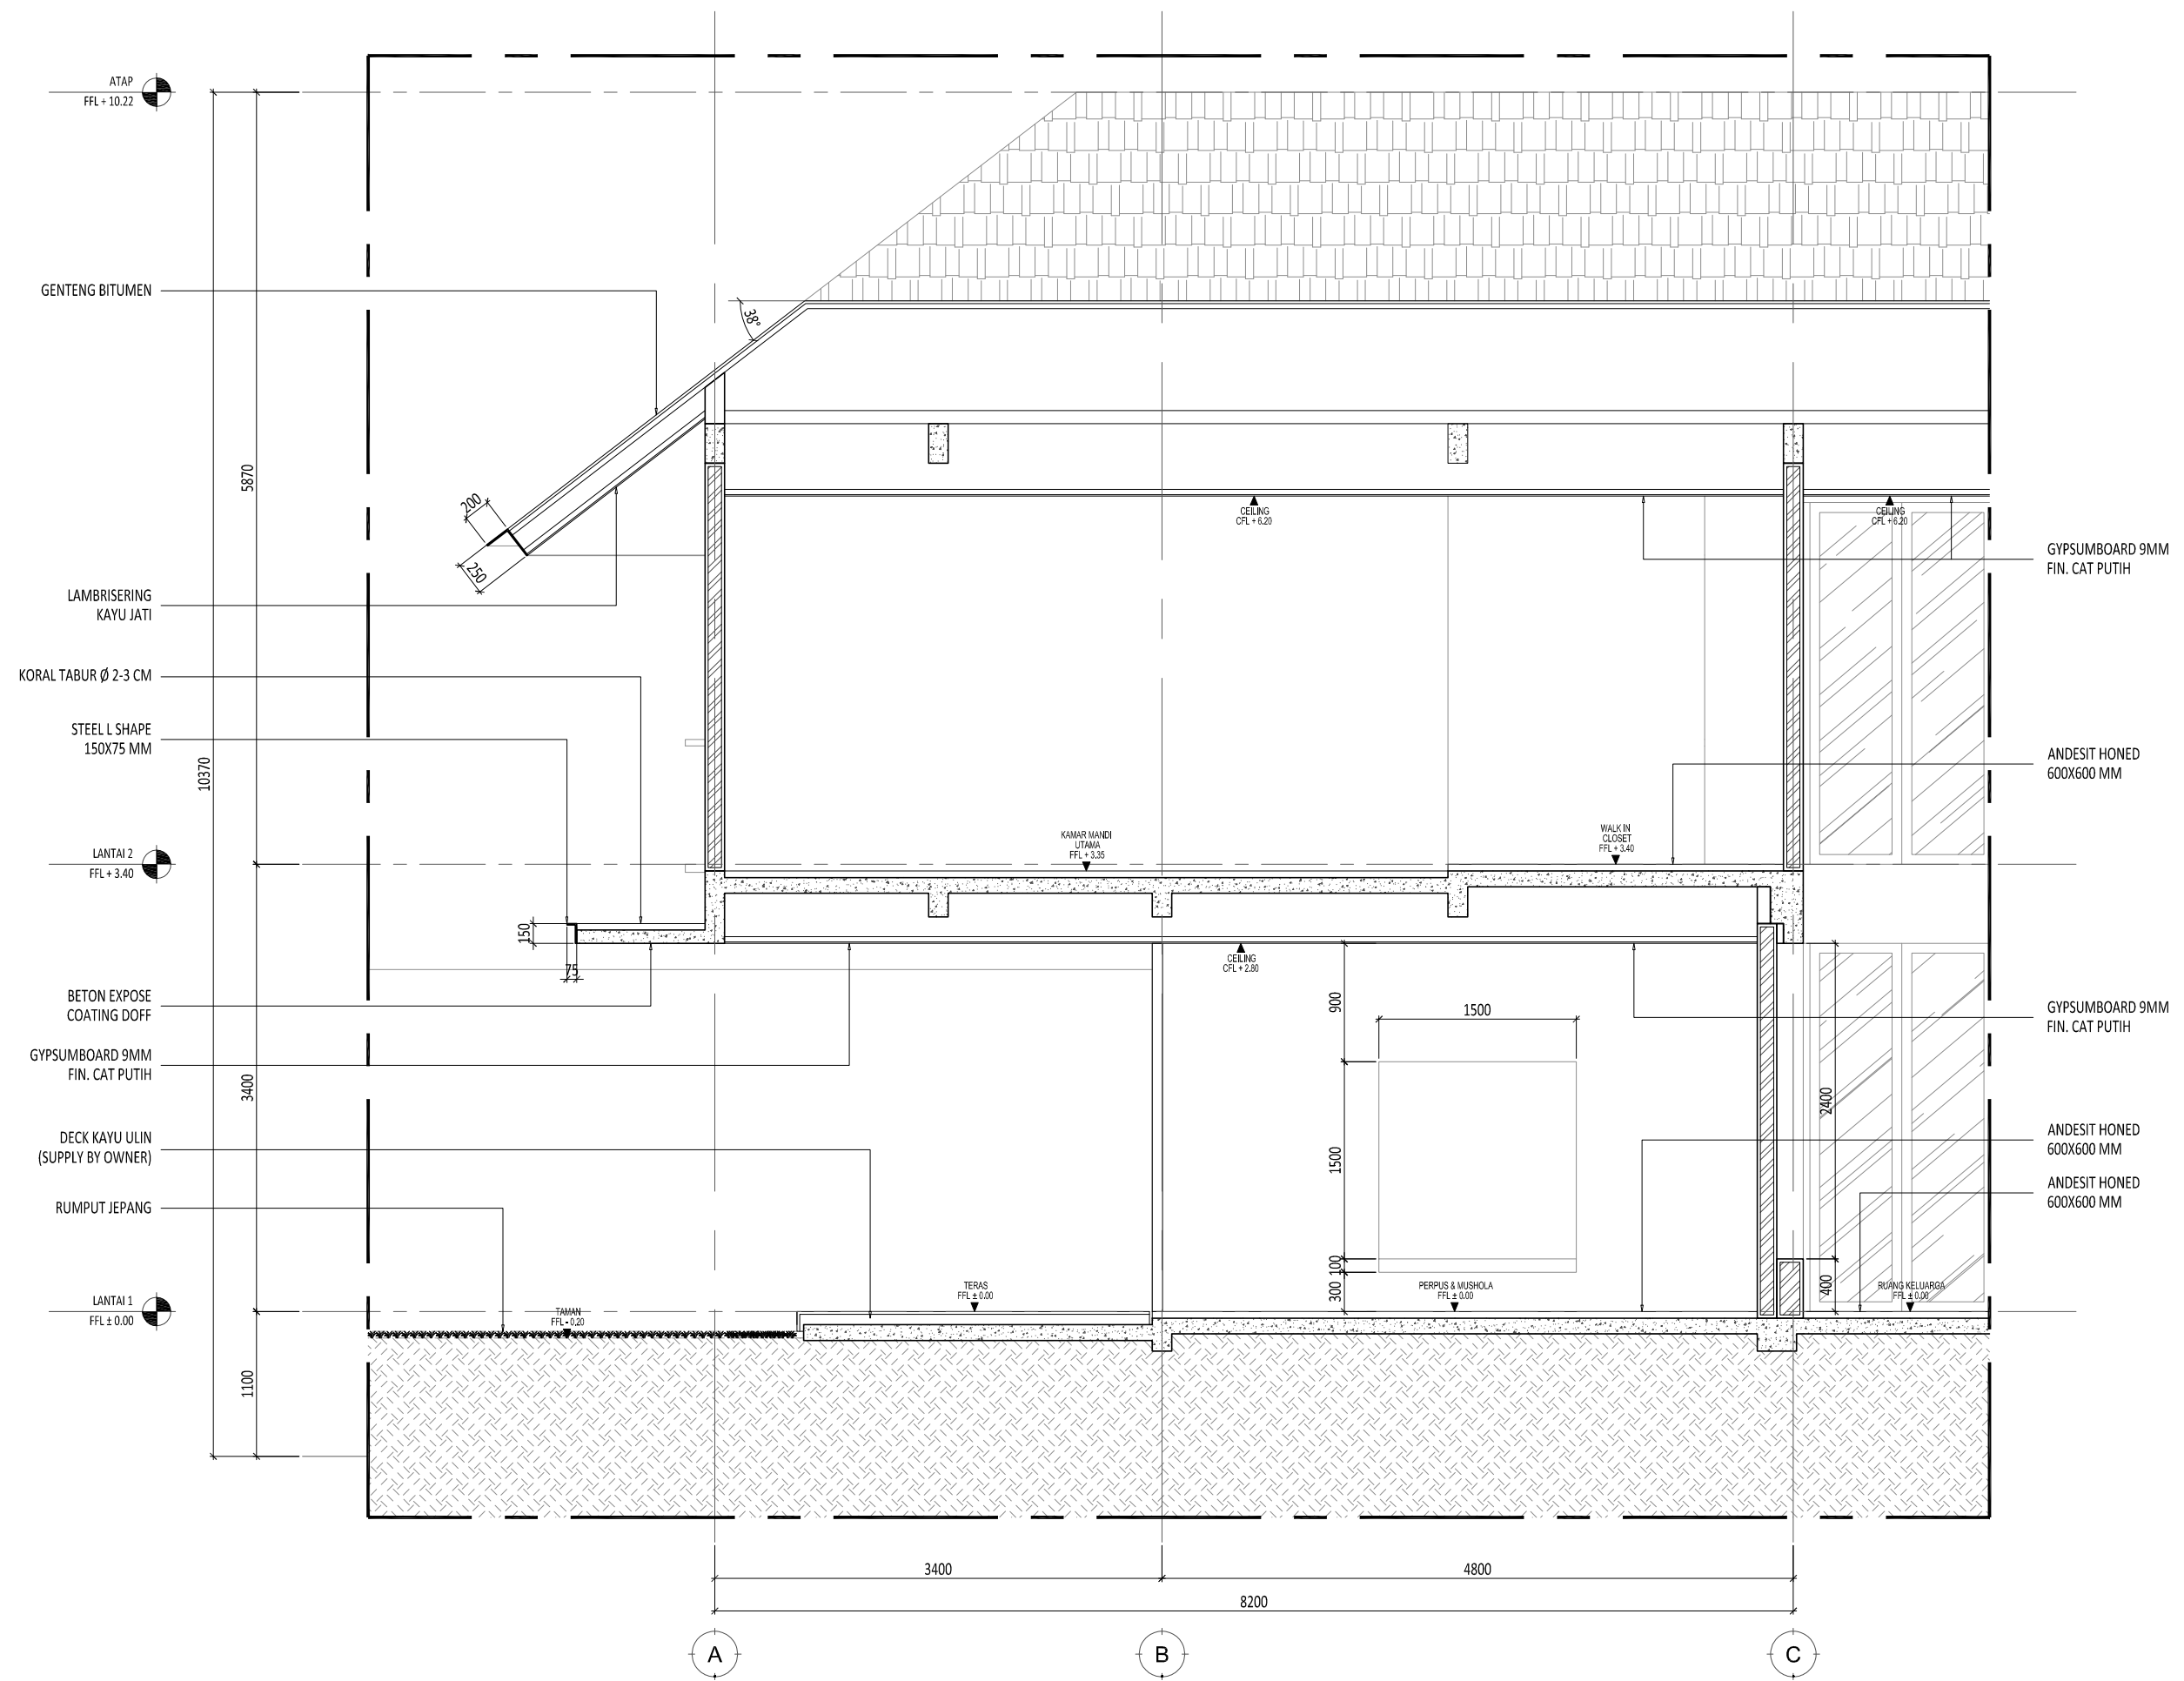 ATAP
FFL + 10.22
GENTENG BITUMEN
38°
5870
200
250
CEILING
CFL + 6.20
CEILING
CFL + 6.20
GYPSUMBOARD 9MM
FIN. CAT PUTIH
LAMBRISERING
KAYU JATI
KORAL TABUR Ø 2-3 CM
STEEL L SHAPE
150X75 MM
10370
ANDESIT HONED
600X600 MM
LANTAI 2
FFL + 3.40
KAMAR MANDI
UTAMA
FFL + 3.35
WALK IN
CLOSET
FFL + 3.40
150
75
CEILING
CFL + 2.80
BETON EXPOSE
COATING DOFF
GYPSUMBOARD 9MM
FIN. CAT PUTIH
900
1500
GYPSUMBOARD 9MM
FIN. CAT PUTIH
3400
2400
1500
DECK KAYU ULIN
(SUPPLY BY OWNER)
ANDESIT HONED
600X600 MM
RUMPUT JEPANG
ANDESIT HONED
600X600 MM
100
300
400
LANTAI 1
FFL ± 0.00
TAMAN
FFL - 0.20
TERAS
FFL ± 0.00
PERPUS & MUSHOLA
FFL ± 0.00
RUANG KELUARGA
FFL ± 0.00
1100
3400
4800
8200
A
B
C